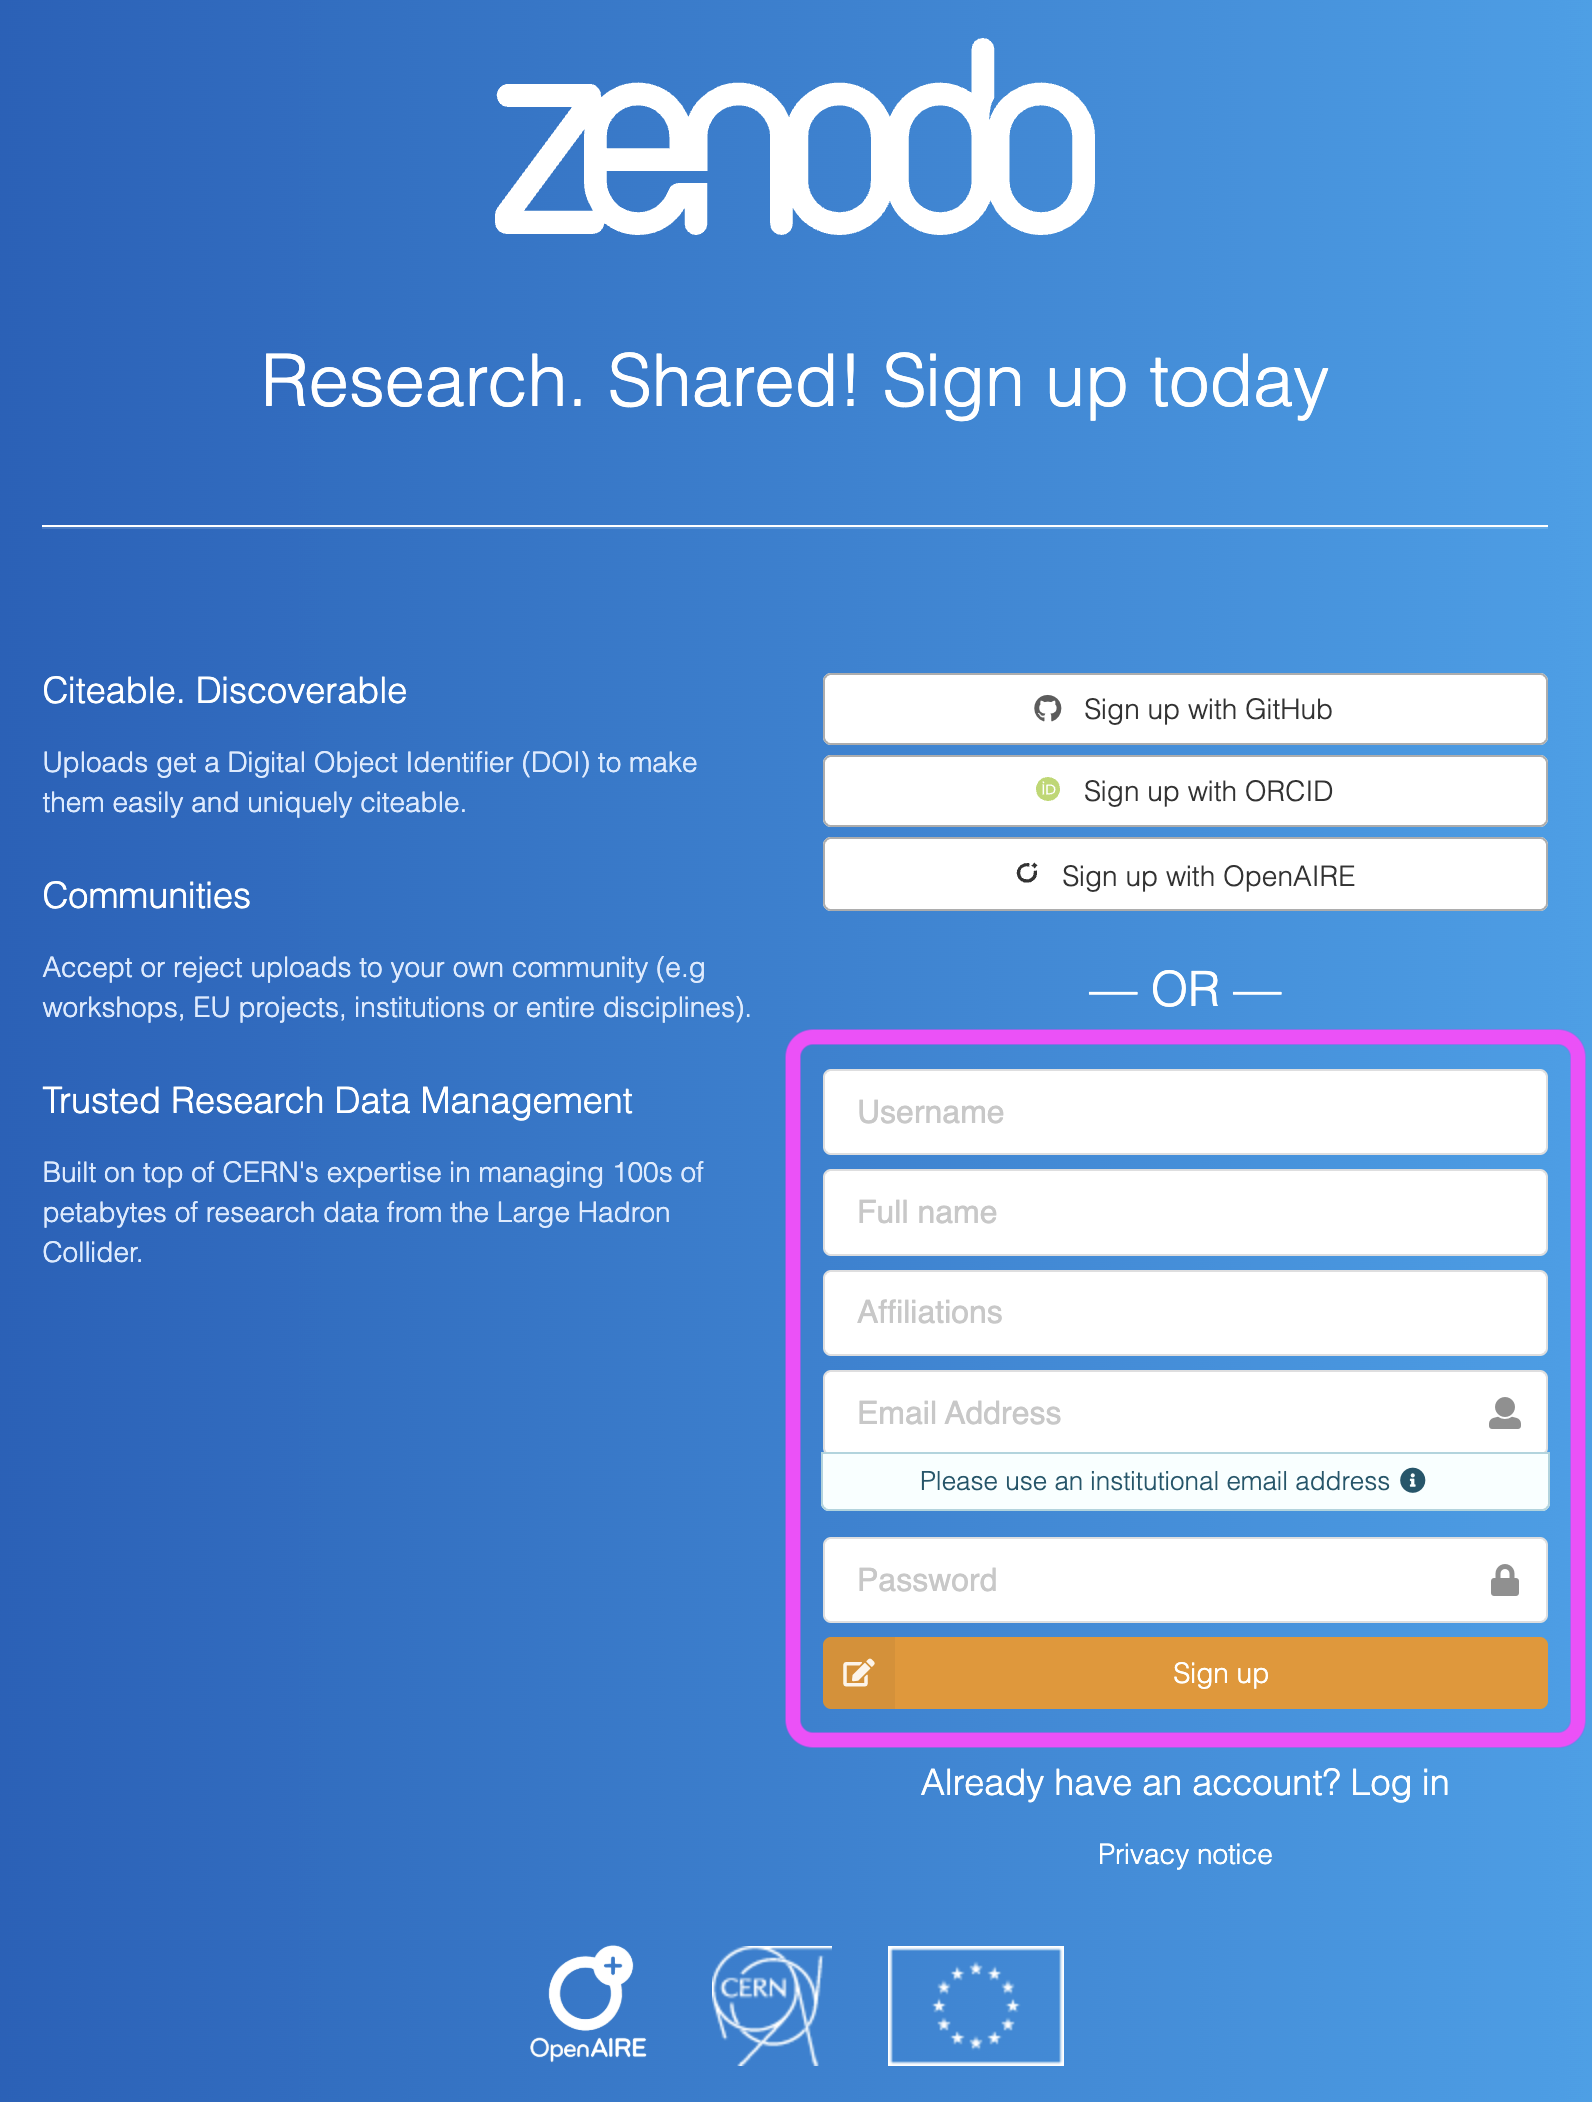 zenodo
Research. Shared! Sign up today
Citeable. Discoverable
Uploads get a Digital Object Identifier (DOI) to make
them easily and uniquely citeable.
Communities
Accept or reject uploads to your own community (e.g
workshops, EU projects, institutions or entire disciplines).
Trusted Research Data Management
Built on top of CERN's expertise in managing 100s of
petabytes of research data from the Large Hadron
Collider.
Sign up with GitHub
iD Sign up with ORCID
Sign up with OpenAIRE
— OR —
Username
Full name
Affiliations
Email Address
Please use an institutional email address
Password
Sign up
Already have an account? Log in
Privacy notice
OpenAIRE
CERN